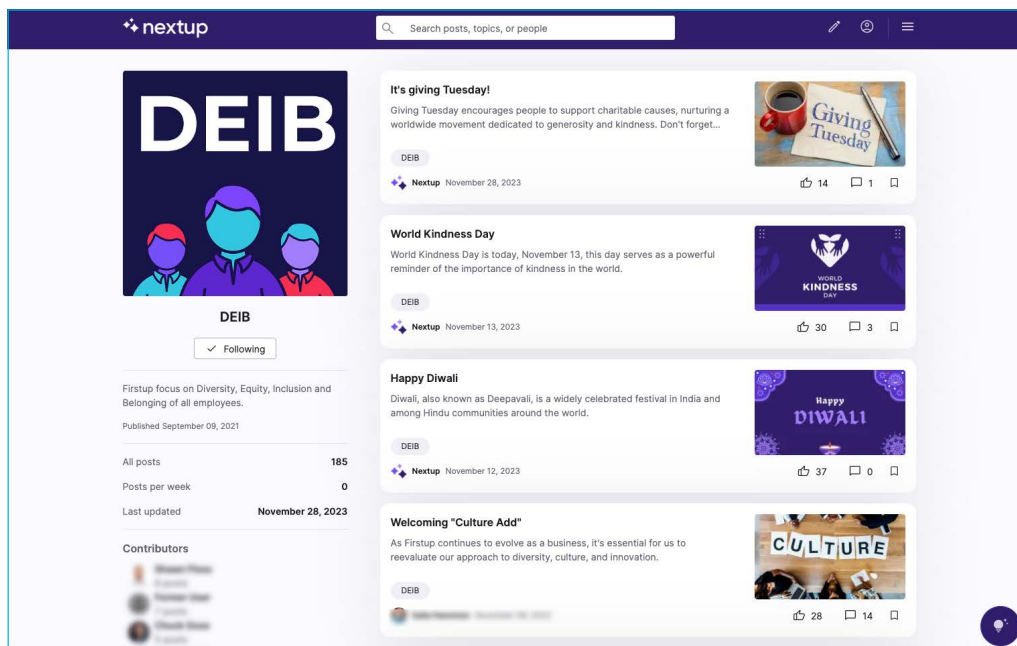 nextup
Search posts, topics, or people
DEIB
DEIB
Following
Firstup focus on Diversity, Equity, Inclusion and
Belonging of all employees.
Published September 09, 2021
All posts 185
Posts per week 0
Last updated November 28, 2023
Contributors
It's giving Tuesday!
Giving Tuesday encourages people to support charitable causes, nurturing a
worldwide movement dedicated to generosity and kindness. Don't forget...
DEIB
Nextup November 28, 2023
Giving
Tuesday
14 1
World Kindness Day
World Kindness Day is today, November 13, this day serves as a powerful
reminder of the importance of kindness in the world.
DEIB
Nextup November 13, 2023
WORLD
KINDNESS
DAY
30 3
Happy Diwali
Diwali, also known as Deepavali, is a widely celebrated festival in India and
among Hindu communities around the world.
DEIB
Nextup November 12, 2023
Happy
DIWALI
37 0
Welcoming "Culture Add"
As Firstup continues to evolve as a business, it's essential for us to
reevaluate our approach to diversity, culture, and innovation.
DEIB
CULTURE
28 14